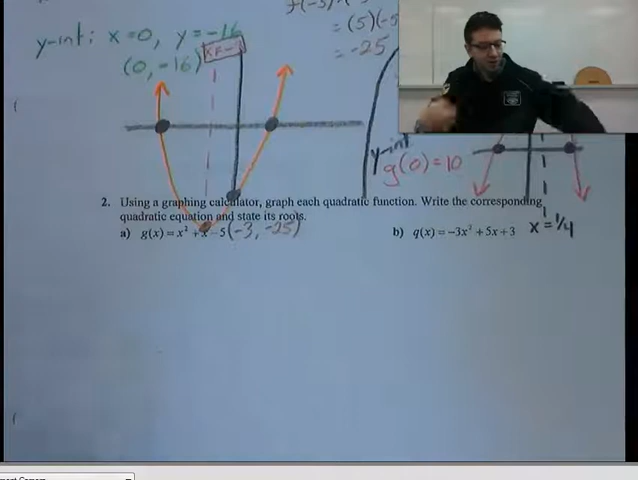 = (5)(-5
= -25
y-int: x=0, y=-16
(0, -16)
y-int
g(0)=10
2. Using a graphing calculator, graph each quadratic function. Write the corresponding
quadratic equation and state its roots.
a) g(x) = x² + x - 5 (-3, -25)
b) q(x) = -3x² + 5x + 3
x = 1/4